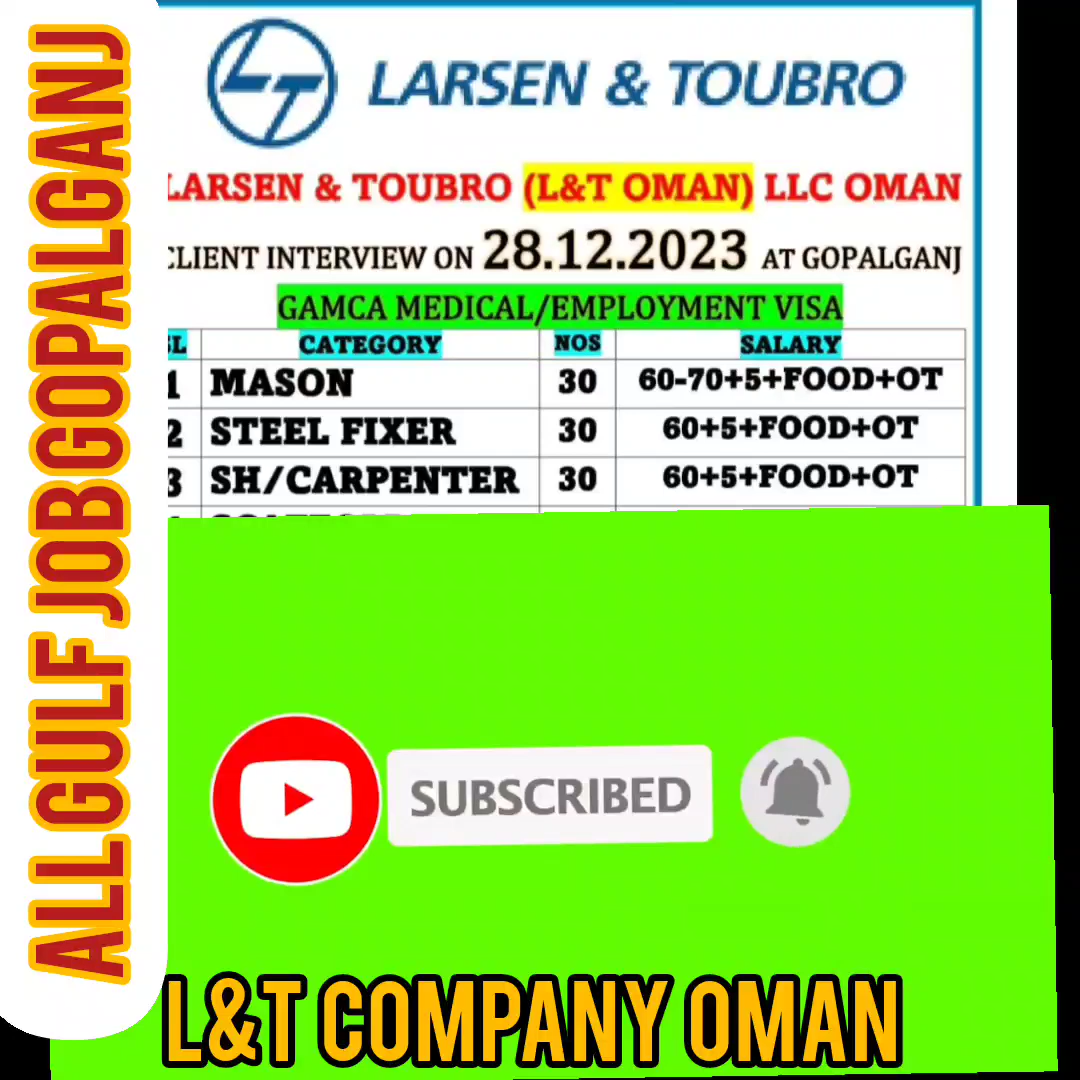 ALL GULF JOB GOPALGANJ
LT
LARSEN & TOUBRO
LARSEN & TOUBRO (L&T OMAN) LLC OMAN
CLIENT INTERVIEW ON 28.12.2023 AT GOPALGANJ
GAMCA MEDICAL/EMPLOYMENT VISA
SL CATEGORY NOS SALARY
1 MASON 30 60-70+5+FOOD+OT
2 STEEL FIXER 30 60+5+FOOD+OT
3 SH/CARPENTER 30 60+5+FOOD+OT
SUBSCRIBED
L&T COMPANY OMAN